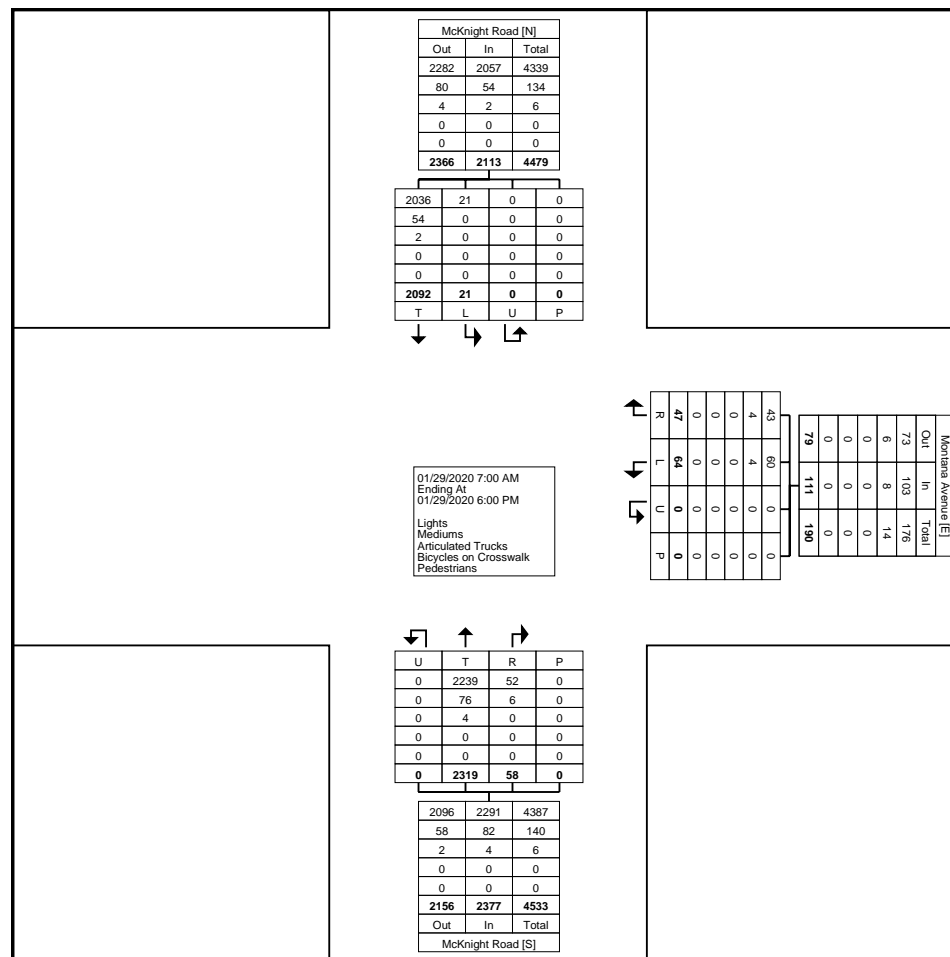 McKnight Road [N]
Out In Total
2282 2057 4339
80 54 134
4 2 6
0 0 0
0 0 0
2366 2113 4479
2036 21 0 0
54 0 0 0
2 0 0 0
0 0 0 0
0 0 0 0
2092 21 0 0
T L U P
Montana Avenue [E]
Out In Total
73 103 176
6 8 14
0 0 0
0 0 0
0 0 0
79 111 190
43 60 0 0
4 4 0 0
0 0 0 0
0 0 0 0
0 0 0 0
47 64 0 0
R L U P
01/29/2020 7:00 AM
Ending At
01/29/2020 6:00 PM
Lights
Mediums
Articulated Trucks
Bicycles on Crosswalk
Pedestrians
U T R P
0 2239 52 0
0 76 6 0
0 4 0 0
0 0 0 0
0 0 0 0
0 2319 58 0
2096 2291 4387
58 82 140
2 4 6
0 0 0
0 0 0
2156 2377 4533
Out In Total
McKnight Road [S]